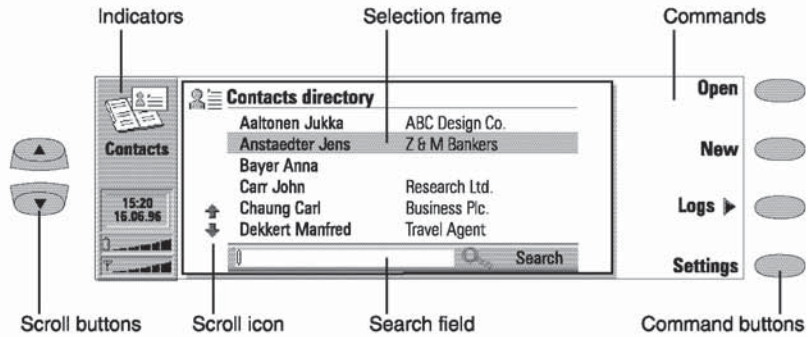 Indicators Selection frame Commands
Contacts directory Open
Aaltonen Jukka ABC Design Co.
Contacts Anstaedter Jens Z & M Bankers New
Bayer Anna
Carr John Research Ltd.
15:20
16.06.96 Chaung Carl Business Plc. Logs
Dekkert Manfred Travel Agent
Search Settings
Scroll buttons Scroll icon Search field Command buttons